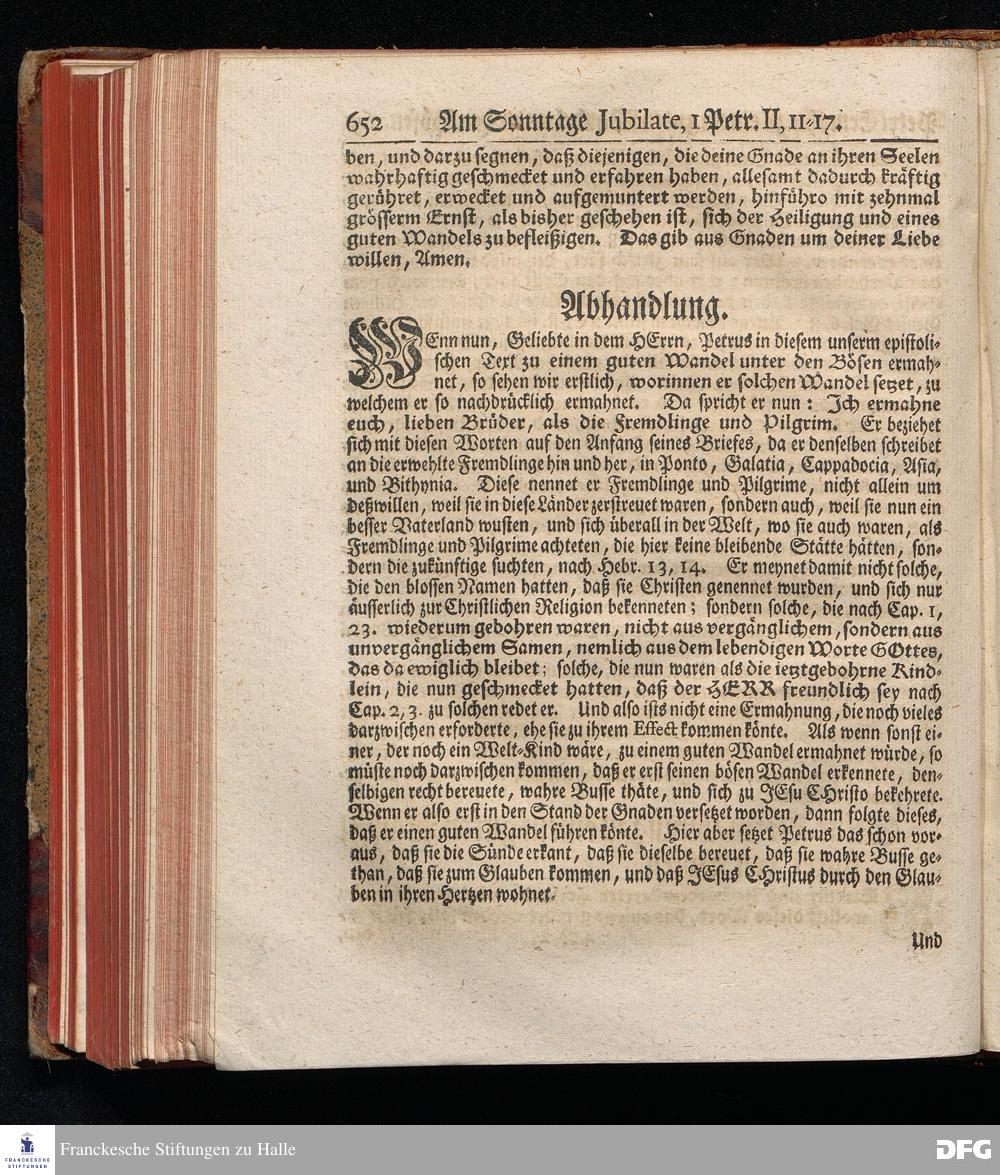 652 Am Sonntage Jubilate, 1 Petr. II, 11-17.
ben, und darzu segnen, daß diejenigen, die deine Gnade an ihren Seelen
wahrhaftig geschmecket und erfahren haben, allesamt dadurch kräftig
gerühret, erwecket und aufgemuntert werden, hinführo mit zehnmal
grösserm Ernst, als bisher geschehen ist, sich der Heiligung und eines
guten Wandels zu befleißigen. Das gib aus Gnaden um deiner Liebe
willen, Amen.
Abhandlung.
WEnn nun, Geliebte in dem HErrn, Petrus in diesem unserm epistoli-
schen Text zu einem guten Wandel unter den Bösen ermah-
net, so sehen wir erstlich, worinnen er solchen Wandel setzet, zu
welchem er so nachdrücklich ermahnet. Da spricht er nun: Ich ermahne
euch, lieben Brüder, als die Fremdlinge und Pilgrim. Er beziehet
sich mit diesen Worten auf den Anfang seines Briefes, da er denselben schreibet
an die erwehlte Fremdlinge hin und her, in Ponto, Galatia, Cappadocia, Asia,
und Bithynia. Diese nennet er Fremdlinge und Pilgrime, nicht allein um
deßwillen, weil sie in diese Länder zerstreuet waren, sondern auch, weil sie nun ein
besser Vaterland wusten, und sich überall in der Welt, wo sie auch waren, als
Fremdlinge und Pilgrime achteten, die hier keine bleibende Stätte hätten, son-
dern die zukünftige suchten, nach Hebr. 13, 14. Er meynet damit nicht solche,
die den blossen Namen hatten, daß sie Christen genennet wurden, und sich nur
äusserlich zur Christlichen Religion bekenneten; sondern solche, die nach Cap. 1,
23. wiederum gebohren waren, nicht aus vergänglichem, sondern aus
unvergänglichem Samen, nemlich aus dem lebendigen Worte GOttes,
das da ewiglich bleibet; solche, die nun waren als die ietztgebohrne Kind-
lein, die nun geschmecket hatten, daß der HERR freundlich sey nach
Cap. 2, 3. zu solchen redet er. Und also ists nicht eine Ermahnung, die noch vieles
darzwischen erforderte, ehe sie zu ihrem Effect kommen könte. Als wenn sonst ei-
ner, der noch ein Welt-Kind wäre, zu einem guten Wandel ermahnet würde, so
müste noch darzwischen kommen, daß er erst seinen bösen Wandel erkennete, den-
selbigen recht bereuete, wahre Busse thäte, und sich zu JEsu CHristo bekehrete.
Wenn er also erst in den Stand der Gnaden versetzet worden, dann folgte dieses,
daß er einen guten Wandel führen könte. Hier aber setzet Petrus das schon vor-
aus, daß sie die Sünde erkant, daß sie dieselbe bereuet, daß sie wahre Busse ge-
than, daß sie zum Glauben kommen, und daß JEsus CHristus durch den Glau-
ben in ihren Hertzen wohnet.
Und
FRANCKESCHE
STIFTUNGEN
Franckesche Stiftungen zu Halle
DFG